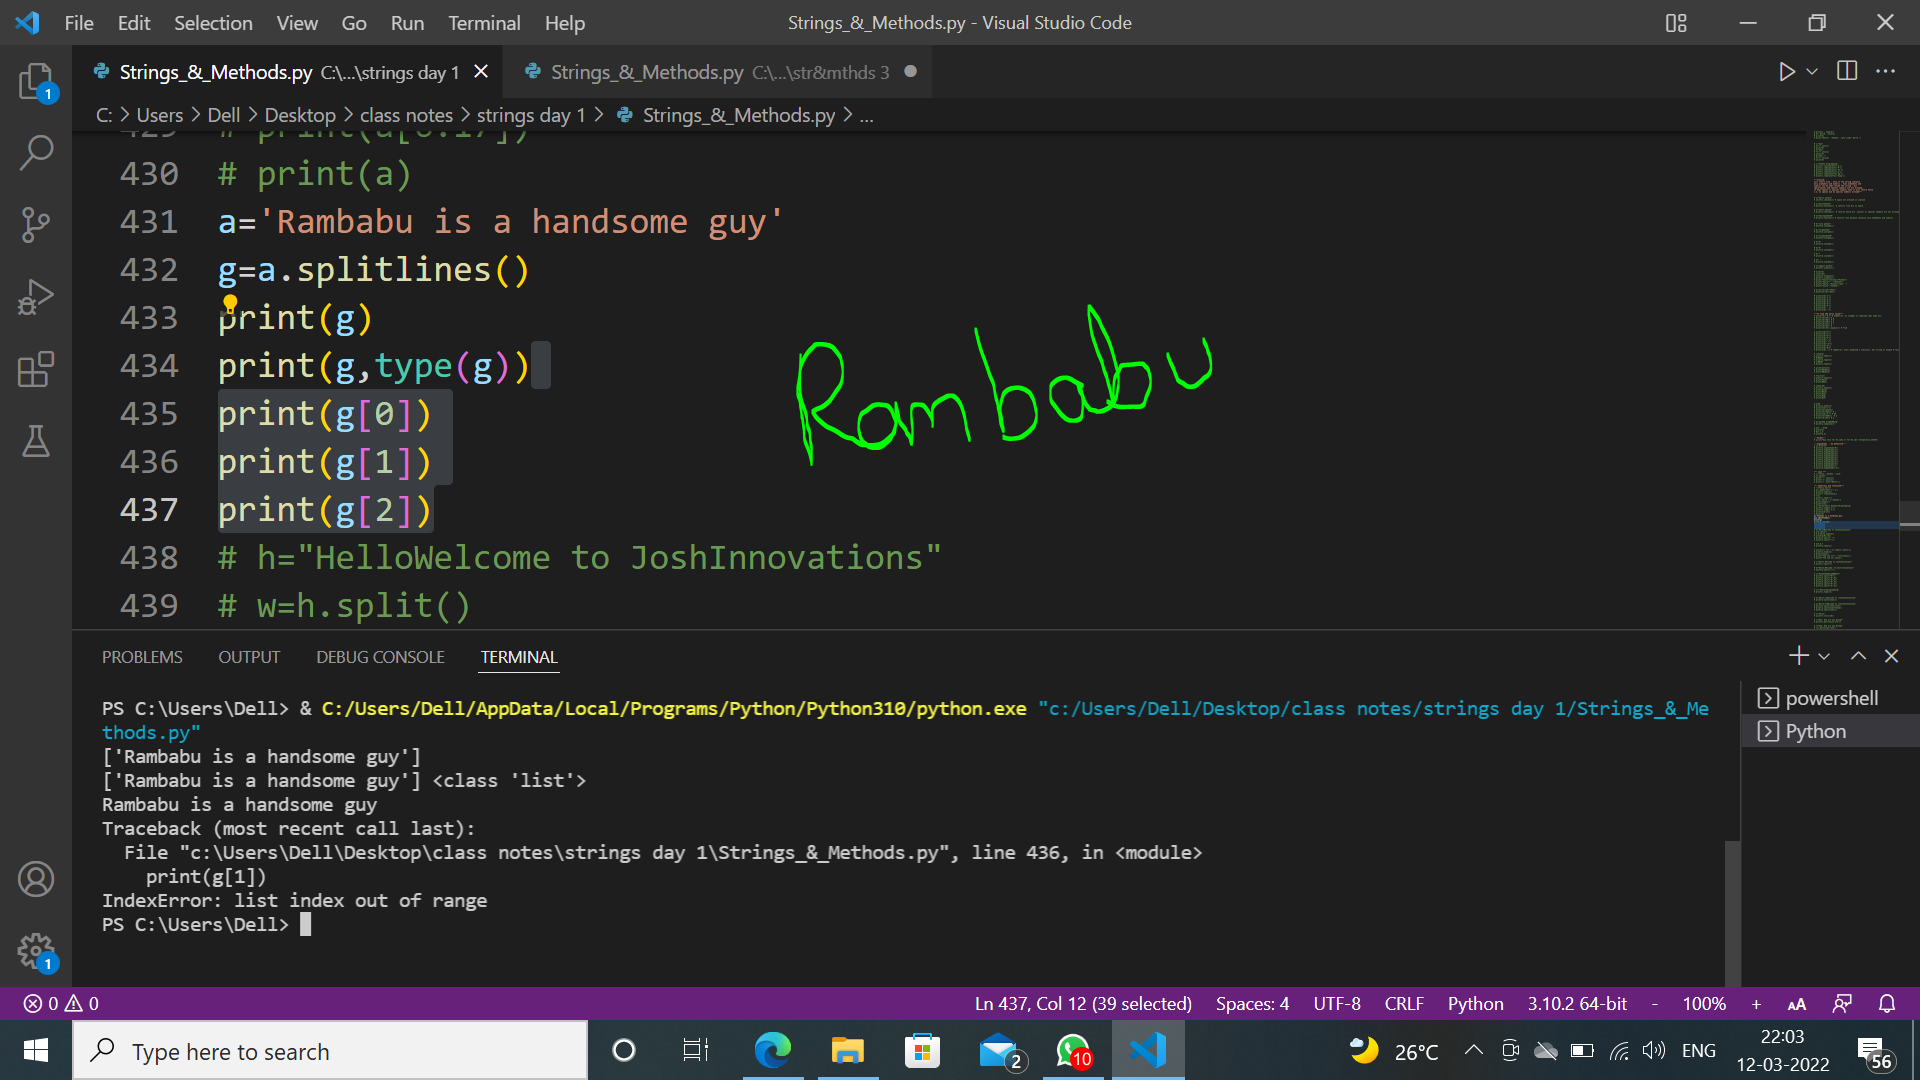 File Edit Selection View Go Run Terminal Help
Strings_&_Methods.py - Visual Studio Code
Strings_&_Methods.py C:\...\strings day 1
Strings_&_Methods.py C:\...\str&mthds 3
C: > Users > Dell > Desktop > class notes > strings day 1 > Strings_&_Methods.py > ...
430 # print(a)
431 a='Rambabu is a handsome guy'
432 g=a.splitlines()
433 print(g)
434 print(g,type(g))
435 print(g[0])
436 print(g[1])
437 print(g[2])
438 # h="HelloWelcome to JoshInnovations"
439 # w=h.split()
Rambabu
PROBLEMS OUTPUT DEBUG CONSOLE TERMINAL
PS C:\Users\Dell> & C:/Users/Dell/AppData/Local/Programs/Python/Python310/python.exe "c:/Users/Dell/Desktop/class notes/strings day 1/Strings_&_Me
thods.py"
['Rambabu is a handsome guy']
['Rambabu is a handsome guy'] <class 'list'>
Rambabu is a handsome guy
Traceback (most recent call last):
File "c:\Users\Dell\Desktop\class notes\strings day 1\Strings_&_Methods.py", line 436, in <module>
print(g[1])
IndexError: list index out of range
PS C:\Users\Dell>
powershell
Python
1
1
0 0
Ln 437, Col 12 (39 selected) Spaces: 4 UTF-8 CRLF Python 3.10.2 64-bit - 100% + AA
Type here to search
2
10
26°C
ENG
22:03
12-03-2022
56